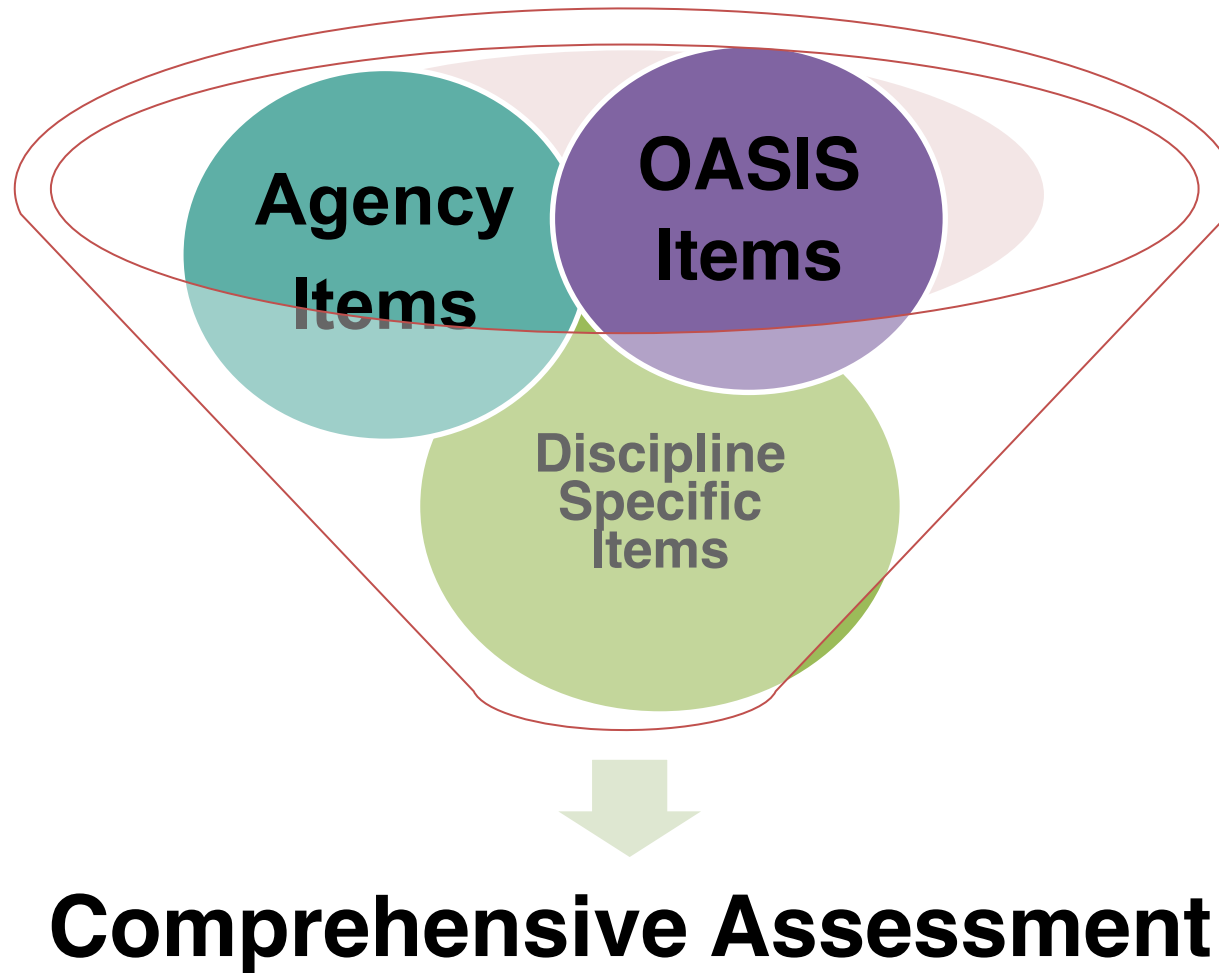 Agency
Items
OASIS
Items
Discipline
Specific
Items
Comprehensive Assessment